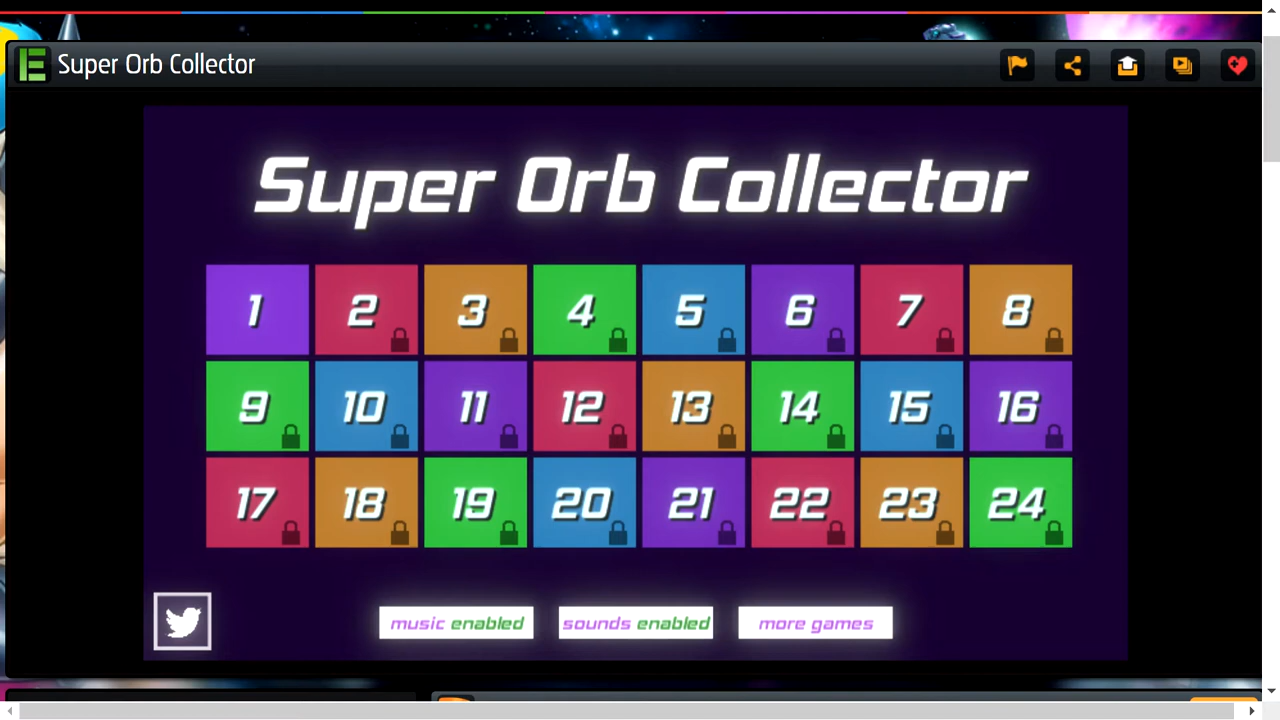 Super Orb Collector
Super Orb Collector
1 2 3 4 5 6 7 8
9 10 11 12 13 14 15 16
17 18 19 20 21 22 23 24
music enabled sounds enabled more games